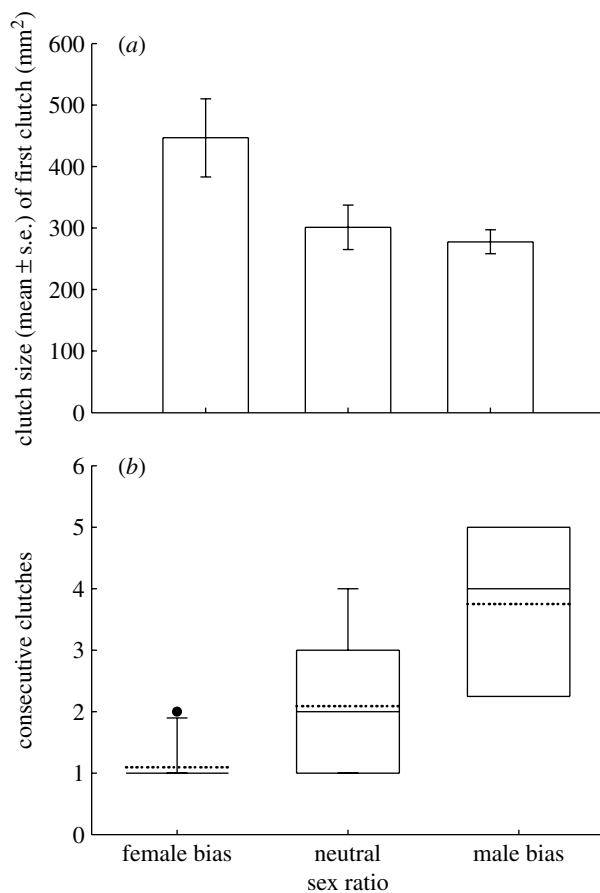 (a)
clutch size (mean ± s.e.) of first clutch (mm²)
600
500
400
300
200
100
0
(b)
consecutive clutches
6
5
4
3
2
1
0
female bias neutral male bias
sex ratio